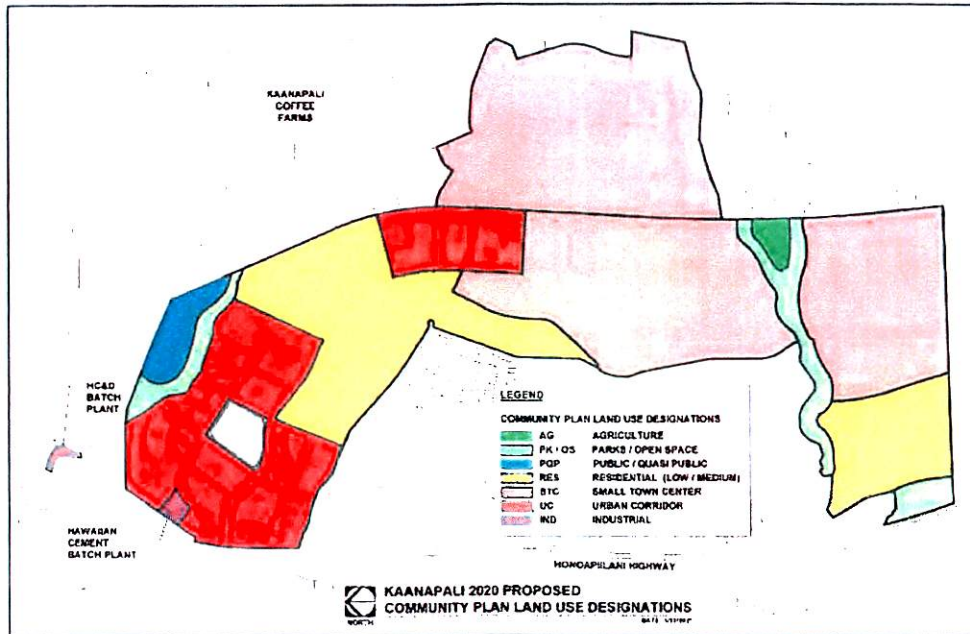 KAANAPALI
COFFEE
FARMS
HC&D
BATCH
PLANT
HAWAIIAN
CEMENT
BATCH PLANT
LEGEND
COMMUNITY PLAN LAND USE DESIGNATIONS
AG AGRICULTURE
PK / OS PARKS / OPEN SPACE
PQP PUBLIC / QUASI PUBLIC
RES RESIDENTIAL (LOW / MEDIUM)
STC SMALL TOWN CENTER
UC URBAN CORRIDOR
IND INDUSTRIAL
HONOAPIILANI HIGHWAY
KAANAPALI 2020 PROPOSED
COMMUNITY PLAN LAND USE DESIGNATIONS
NORTH
DATE